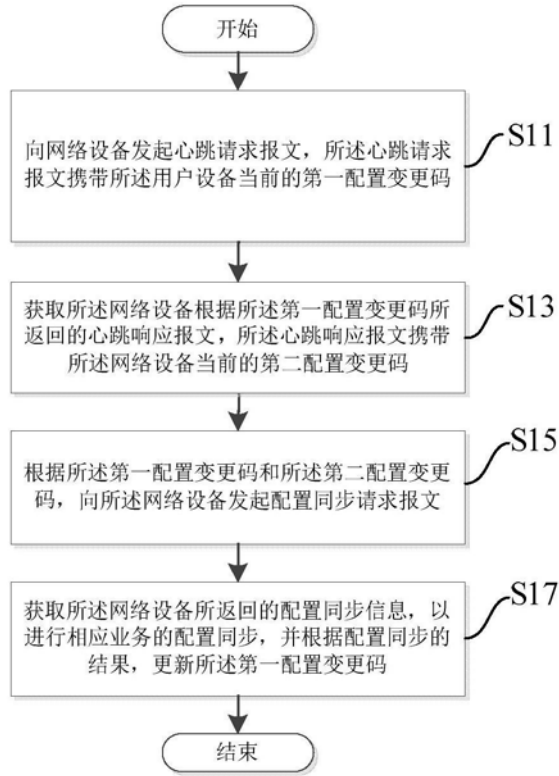 开始
向网络设备发起心跳请求报文，所述心跳请求
报文携带所述用户设备当前的第一配置变更码
S11
获取所述网络设备根据所述第一配置变更码所
返回的心跳响应报文，所述心跳响应报文携带
所述网络设备当前的第二配置变更码
S13
根据所述第一配置变更码和所述第二配置变更
码，向所述网络设备发起配置同步请求报文
S15
获取所述网络设备所返回的配置同步信息，以
进行相应业务的配置同步，并根据配置同步的
结果，更新所述第一配置变更码
S17
结束